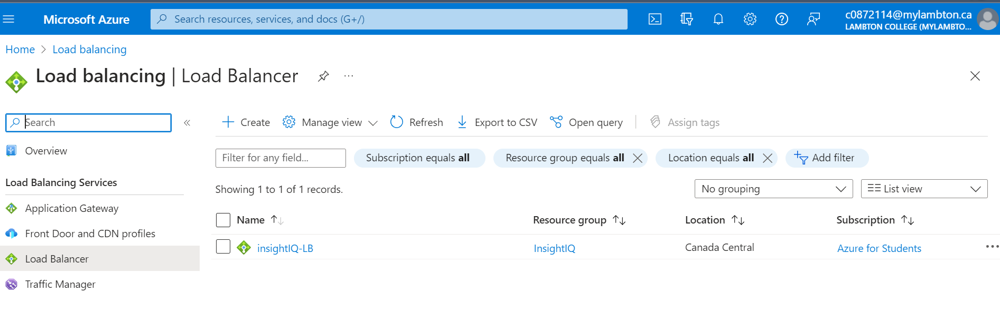 Microsoft Azure
Search resources, services, and docs (G+/)
c0872114@mylambton.ca
LAMBTON COLLEGE (MYLAMBTO...
Home > Load balancing
Load balancing | Load Balancer
Search
Overview
Load Balancing Services
Application Gateway
Front Door and CDN profiles
Load Balancer
Traffic Manager
Create Manage view Refresh Export to CSV Open query Assign tags
Filter for any field... Subscription equals all Resource group equals all Location equals all Add filter
Showing 1 to 1 of 1 records. No grouping List view
Name Resource group Location Subscription
insightIQ-LB InsightIQ Canada Central Azure for Students